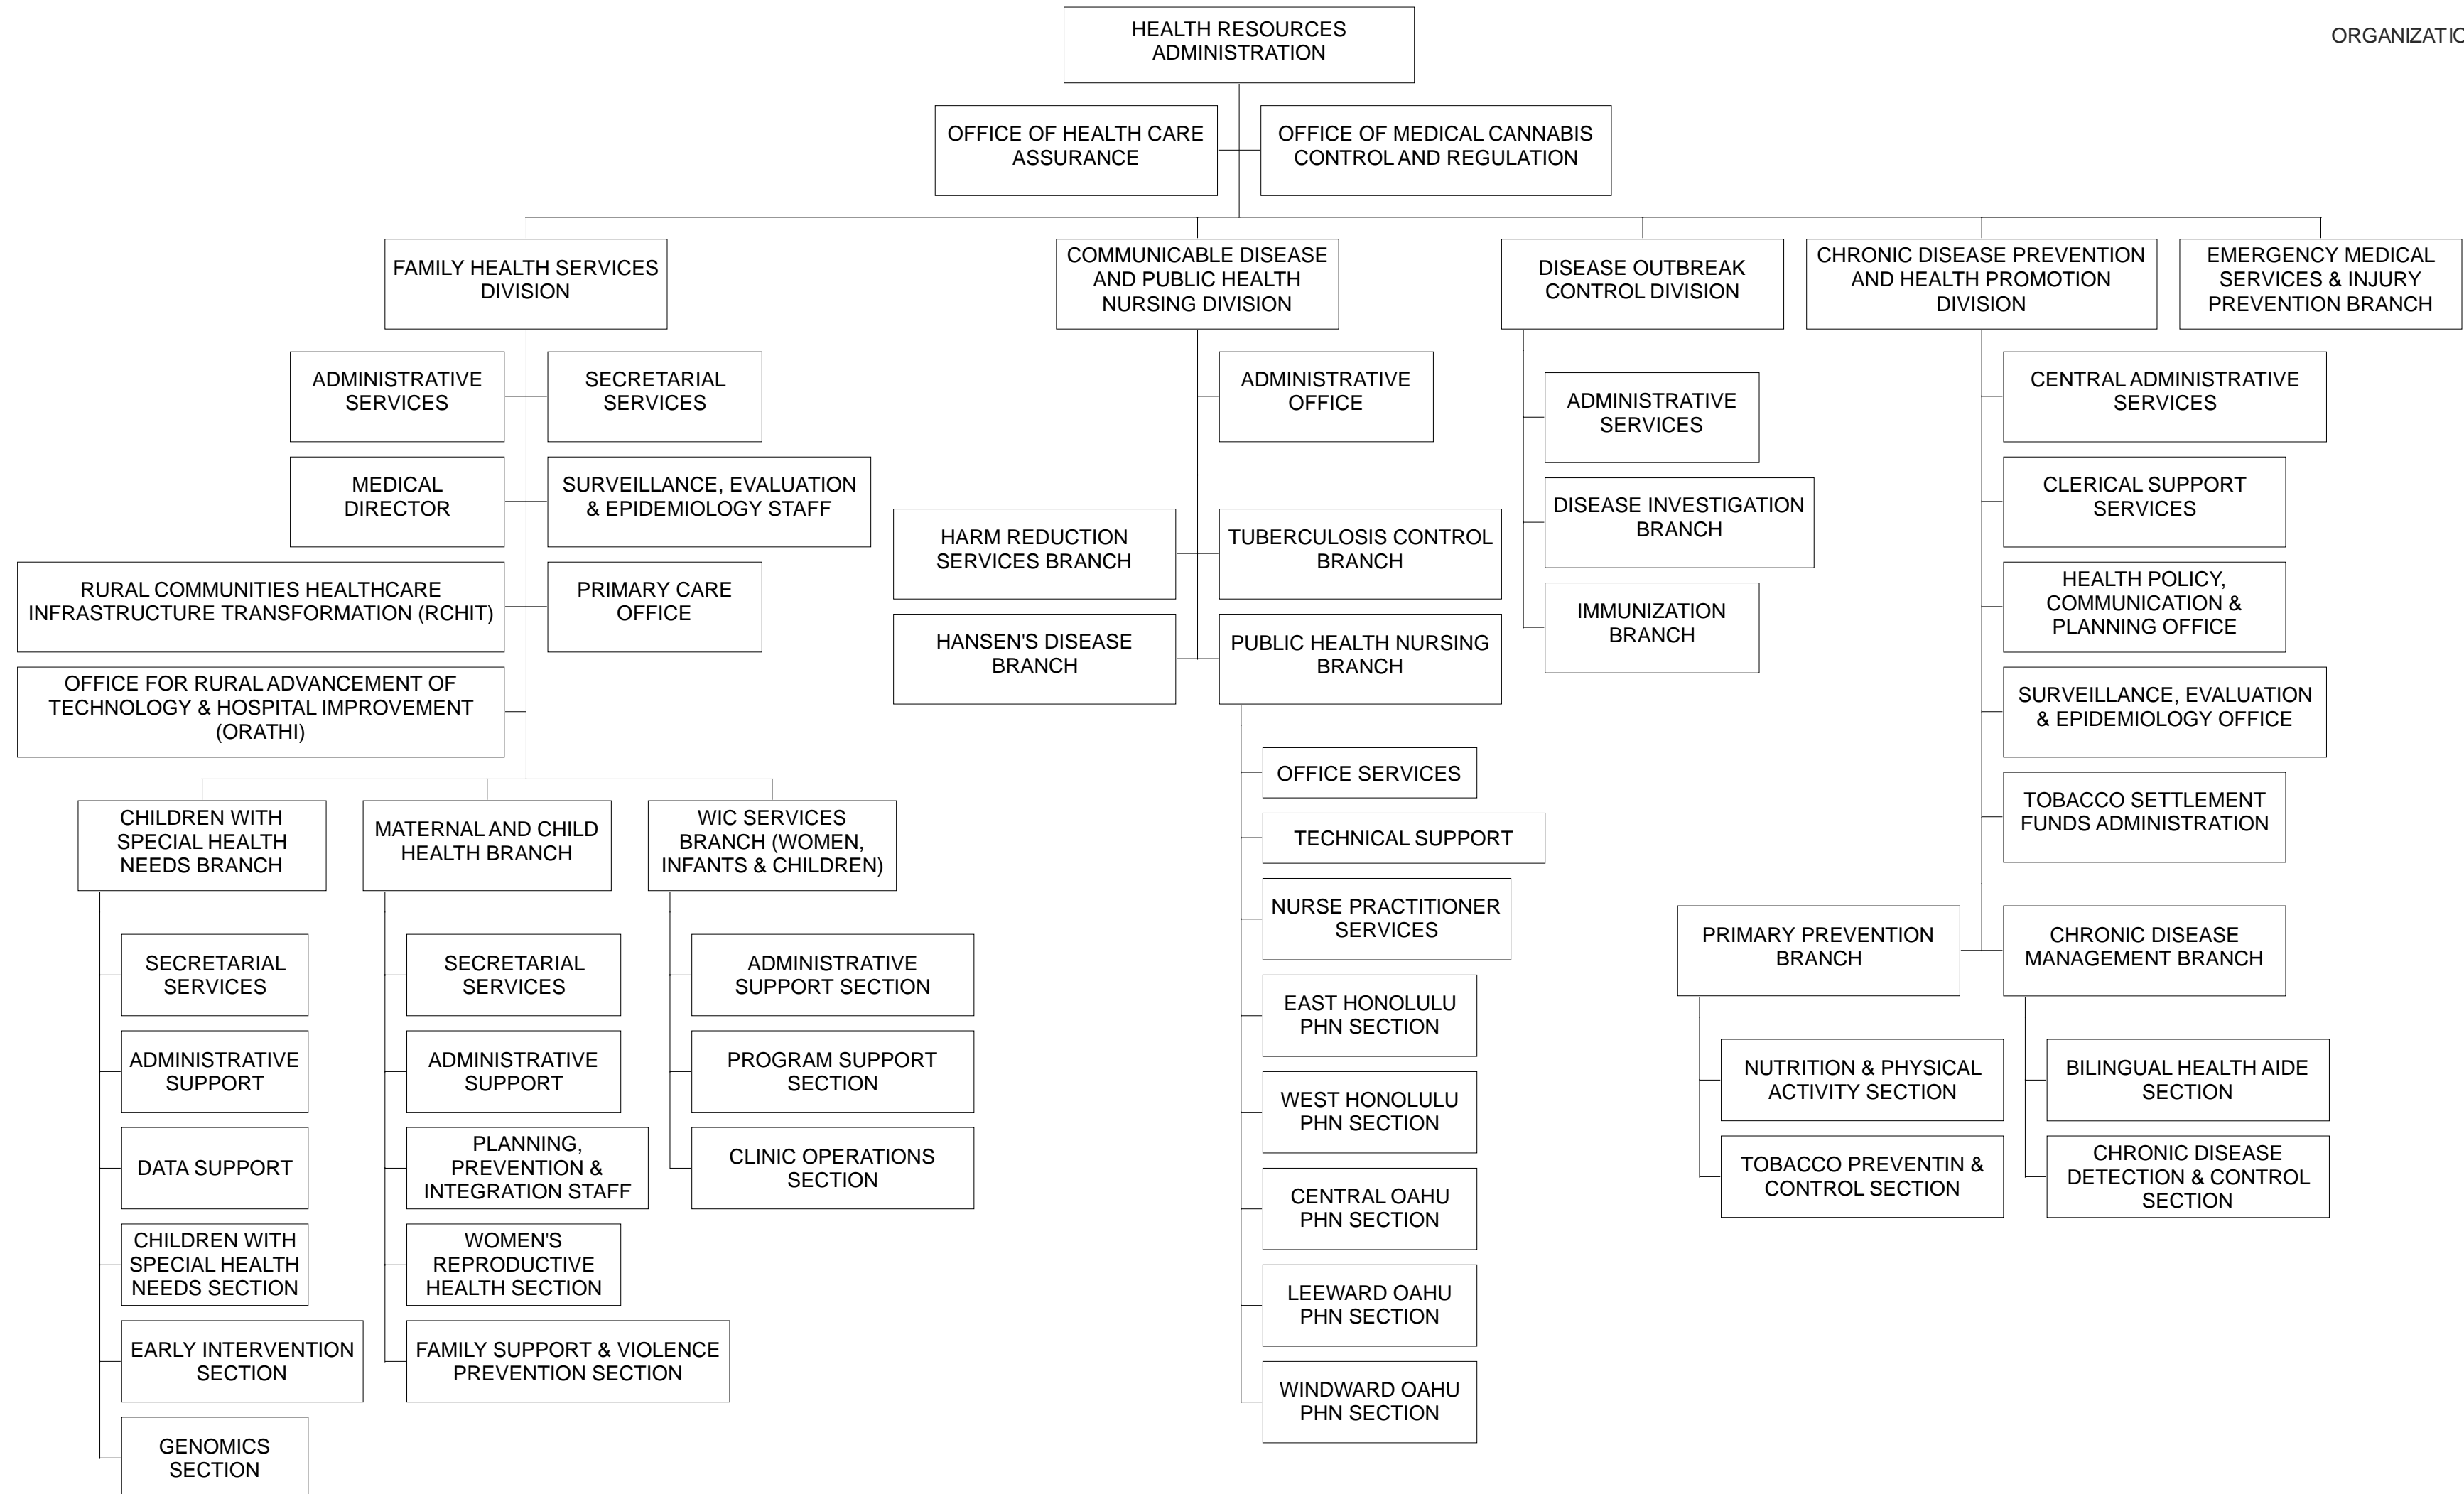 HEALTH RESOURCES
ADMINISTRATION
ORGANIZATIO
OFFICE OF HEALTH CARE
ASSURANCE
OFFICE OF MEDICAL CANNABIS
CONTROL AND REGULATION
FAMILY HEALTH SERVICES
DIVISION
COMMUNICABLE DISEASE
AND PUBLIC HEALTH
NURSING DIVISION
DISEASE OUTBREAK
CONTROL DIVISION
CHRONIC DISEASE PREVENTION
AND HEALTH PROMOTION
DIVISION
EMERGENCY MEDICAL
SERVICES & INJURY
PREVENTION BRANCH
ADMINISTRATIVE
SERVICES
SECRETARIAL
SERVICES
MEDICAL
DIRECTOR
SURVEILLANCE, EVALUATION
& EPIDEMIOLOGY STAFF
RURAL COMMUNITIES HEALTHCARE
INFRASTRUCTURE TRANSFORMATION (RCHIT)
PRIMARY CARE
OFFICE
OFFICE FOR RURAL ADVANCEMENT OF
TECHNOLOGY & HOSPITAL IMPROVEMENT
(ORATHI)
CHILDREN WITH
SPECIAL HEALTH
NEEDS BRANCH
SECRETARIAL
SERVICES
ADMINISTRATIVE
SUPPORT
DATA SUPPORT
CHILDREN WITH
SPECIAL HEALTH
NEEDS SECTION
EARLY INTERVENTION
SECTION
GENOMICS
SECTION
MATERNAL AND CHILD
HEALTH BRANCH
SECRETARIAL
SERVICES
ADMINISTRATIVE
SUPPORT
PLANNING,
PREVENTION &
INTEGRATION STAFF
WOMEN'S
REPRODUCTIVE
HEALTH SECTION
FAMILY SUPPORT & VIOLENCE
PREVENTION SECTION
WIC SERVICES
BRANCH (WOMEN,
INFANTS & CHILDREN)
ADMINISTRATIVE
SUPPORT SECTION
PROGRAM SUPPORT
SECTION
CLINIC OPERATIONS
SECTION
ADMINISTRATIVE
OFFICE
HARM REDUCTION
SERVICES BRANCH
TUBERCULOSIS CONTROL
BRANCH
HANSEN'S DISEASE
BRANCH
PUBLIC HEALTH NURSING
BRANCH
OFFICE SERVICES
TECHNICAL SUPPORT
NURSE PRACTITIONER
SERVICES
EAST HONOLULU
PHN SECTION
WEST HONOLULU
PHN SECTION
CENTRAL OAHU
PHN SECTION
LEEWARD OAHU
PHN SECTION
WINDWARD OAHU
PHN SECTION
ADMINISTRATIVE
SERVICES
DISEASE INVESTIGATION
BRANCH
IMMUNIZATION
BRANCH
CENTRAL ADMINISTRATIVE
SERVICES
CLERICAL SUPPORT
SERVICES
HEALTH POLICY,
COMMUNICATION &
PLANNING OFFICE
SURVEILLANCE, EVALUATION
& EPIDEMIOLOGY OFFICE
TOBACCO SETTLEMENT
FUNDS ADMINISTRATION
PRIMARY PREVENTION
BRANCH
NUTRITION & PHYSICAL
ACTIVITY SECTION
TOBACCO PREVENTIN &
CONTROL SECTION
CHRONIC DISEASE
MANAGEMENT BRANCH
BILINGUAL HEALTH AIDE
SECTION
CHRONIC DISEASE
DETECTION & CONTROL
SECTION